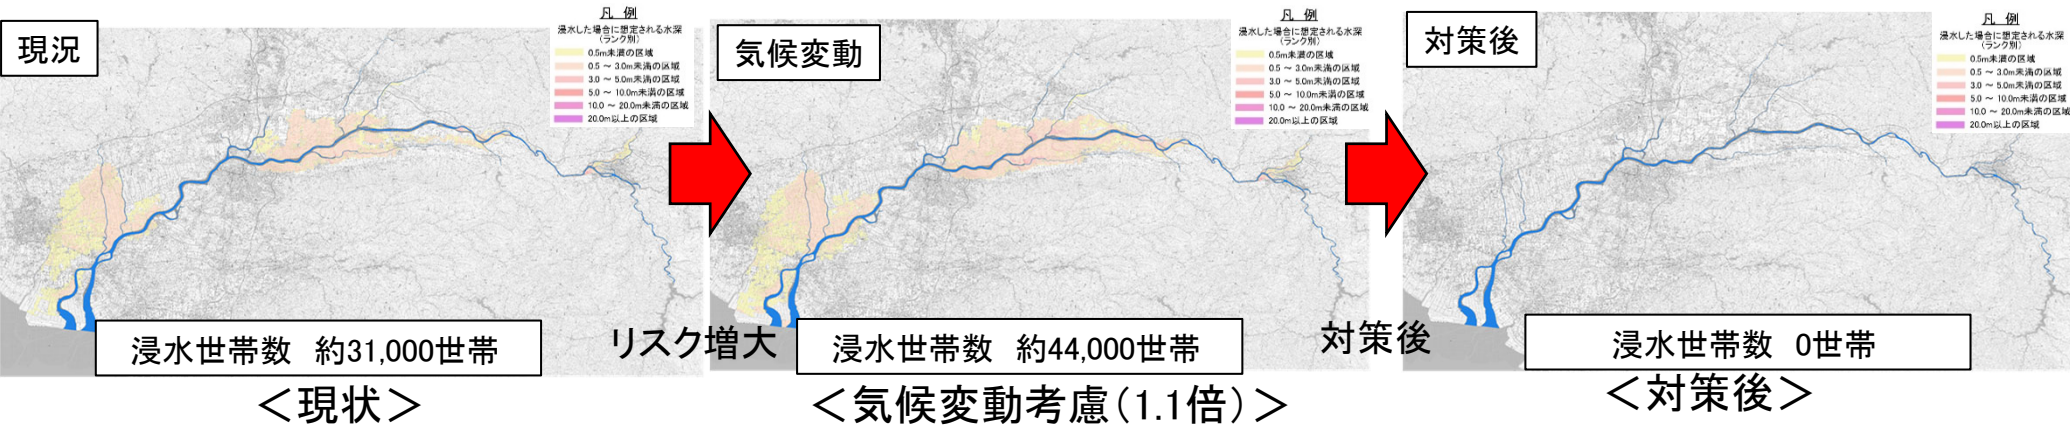 現況
凡 例
浸水した場合に想定される水深
(ランク別)
0.5m未満の区域
0.5 ～ 3.0m未満の区域
3.0 ～ 5.0m未満の区域
5.0 ～ 10.0m未満の区域
10.0 ～ 20.0m未満の区域
20.0m以上の区域
浸水世帯数 約31,000世帯
＜現状＞
リスク増大
気候変動
凡 例
浸水した場合に想定される水深
(ランク別)
0.5m未満の区域
0.5 ～ 3.0m未満の区域
3.0 ～ 5.0m未満の区域
5.0 ～ 10.0m未満の区域
10.0 ～ 20.0m未満の区域
20.0m以上の区域
浸水世帯数 約44,000世帯
＜気候変動考慮(1.1倍)＞
対策後
対策後
凡 例
浸水した場合に想定される水深
(ランク別)
0.5m未満の区域
0.5 ～ 3.0m未満の区域
3.0 ～ 5.0m未満の区域
5.0 ～ 10.0m未満の区域
10.0 ～ 20.0m未満の区域
20.0m以上の区域
浸水世帯数 0世帯
＜対策後＞